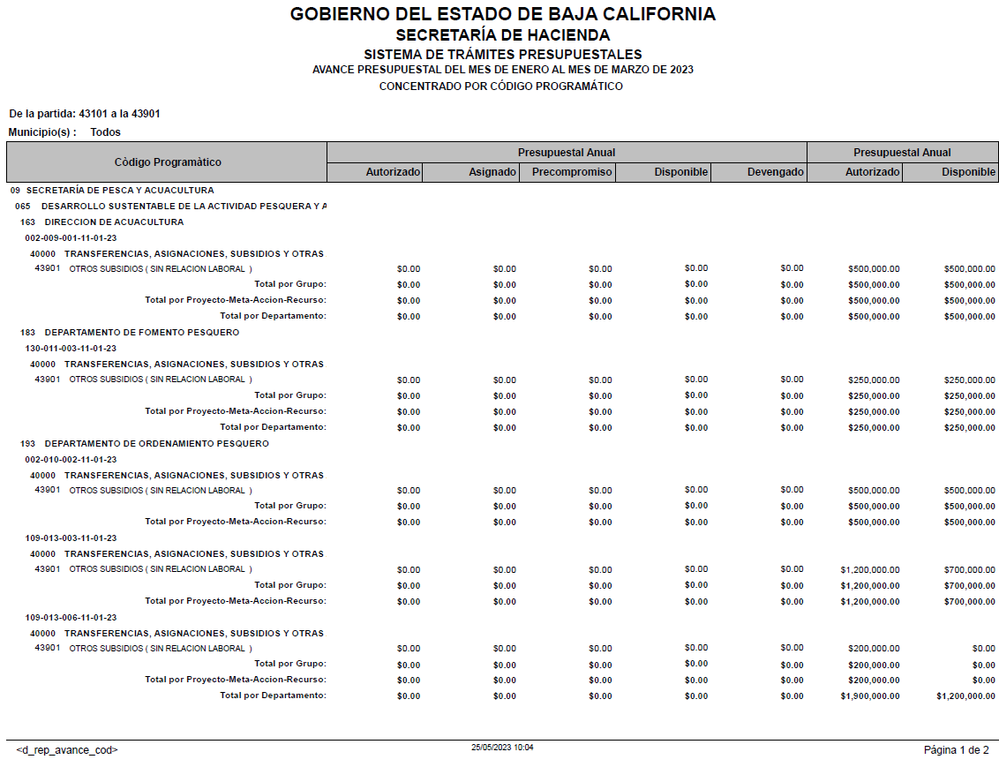 GOBIERNO DEL ESTADO DE BAJA CALIFORNIA
SECRETARÍA DE HACIENDA
SISTEMA DE TRÁMITES PRESUPUESTALES
AVANCE PRESUPUESTAL DEL MES DE ENERO AL MES DE MARZO DE 2023
CONCENTRADO POR CÓDIGO PROGRAMÁTICO
De la partida: 43101 a la 43901
Municipio(s) : Todos
Còdigo Programàtico Presupuestal Anual Presupuestal Anual
Autorizado Asignado Precompromiso Disponible Devengado Autorizado Disponible
09 SECRETARÍA DE PESCA Y ACUACULTURA
065 DESARROLLO SUSTENTABLE DE LA ACTIVIDAD PESQUERA Y A
163 DIRECCION DE ACUACULTURA
002-009-001-11-01-23
40000 TRANSFERENCIAS, ASIGNACIONES, SUBSIDIOS Y OTRAS
43901 OTROS SUBSIDIOS ( SIN RELACION LABORAL ) $0.00 $0.00 $0.00 $0.00 $0.00 $500,000.00 $500,000.00
Total por Grupo: $0.00 $0.00 $0.00 $0.00 $0.00 $500,000.00 $500,000.00
Total por Proyecto-Meta-Accion-Recurso: $0.00 $0.00 $0.00 $0.00 $0.00 $500,000.00 $500,000.00
Total por Departamento: $0.00 $0.00 $0.00 $0.00 $0.00 $500,000.00 $500,000.00
183 DEPARTAMENTO DE FOMENTO PESQUERO
130-011-003-11-01-23
40000 TRANSFERENCIAS, ASIGNACIONES, SUBSIDIOS Y OTRAS
43901 OTROS SUBSIDIOS ( SIN RELACION LABORAL ) $0.00 $0.00 $0.00 $0.00 $0.00 $250,000.00 $250,000.00
Total por Grupo: $0.00 $0.00 $0.00 $0.00 $0.00 $250,000.00 $250,000.00
Total por Proyecto-Meta-Accion-Recurso: $0.00 $0.00 $0.00 $0.00 $0.00 $250,000.00 $250,000.00
Total por Departamento: $0.00 $0.00 $0.00 $0.00 $0.00 $250,000.00 $250,000.00
193 DEPARTAMENTO DE ORDENAMIENTO PESQUERO
002-010-002-11-01-23
40000 TRANSFERENCIAS, ASIGNACIONES, SUBSIDIOS Y OTRAS
43901 OTROS SUBSIDIOS ( SIN RELACION LABORAL ) $0.00 $0.00 $0.00 $0.00 $0.00 $500,000.00 $500,000.00
Total por Grupo: $0.00 $0.00 $0.00 $0.00 $0.00 $500,000.00 $500,000.00
Total por Proyecto-Meta-Accion-Recurso: $0.00 $0.00 $0.00 $0.00 $0.00 $500,000.00 $500,000.00
109-013-003-11-01-23
40000 TRANSFERENCIAS, ASIGNACIONES, SUBSIDIOS Y OTRAS
43901 OTROS SUBSIDIOS ( SIN RELACION LABORAL ) $0.00 $0.00 $0.00 $0.00 $0.00 $1,200,000.00 $700,000.00
Total por Grupo: $0.00 $0.00 $0.00 $0.00 $0.00 $1,200,000.00 $700,000.00
Total por Proyecto-Meta-Accion-Recurso: $0.00 $0.00 $0.00 $0.00 $0.00 $1,200,000.00 $700,000.00
109-013-006-11-01-23
40000 TRANSFERENCIAS, ASIGNACIONES, SUBSIDIOS Y OTRAS
43901 OTROS SUBSIDIOS ( SIN RELACION LABORAL ) $0.00 $0.00 $0.00 $0.00 $0.00 $200,000.00 $0.00
Total por Grupo: $0.00 $0.00 $0.00 $0.00 $0.00 $200,000.00 $0.00
Total por Proyecto-Meta-Accion-Recurso: $0.00 $0.00 $0.00 $0.00 $0.00 $200,000.00 $0.00
Total por Departamento: $0.00 $0.00 $0.00 $0.00 $0.00 $1,900,000.00 $1,200,000.00
<d_rep_avance_cod> 25/05/2023 10:04 Página 1 de 2